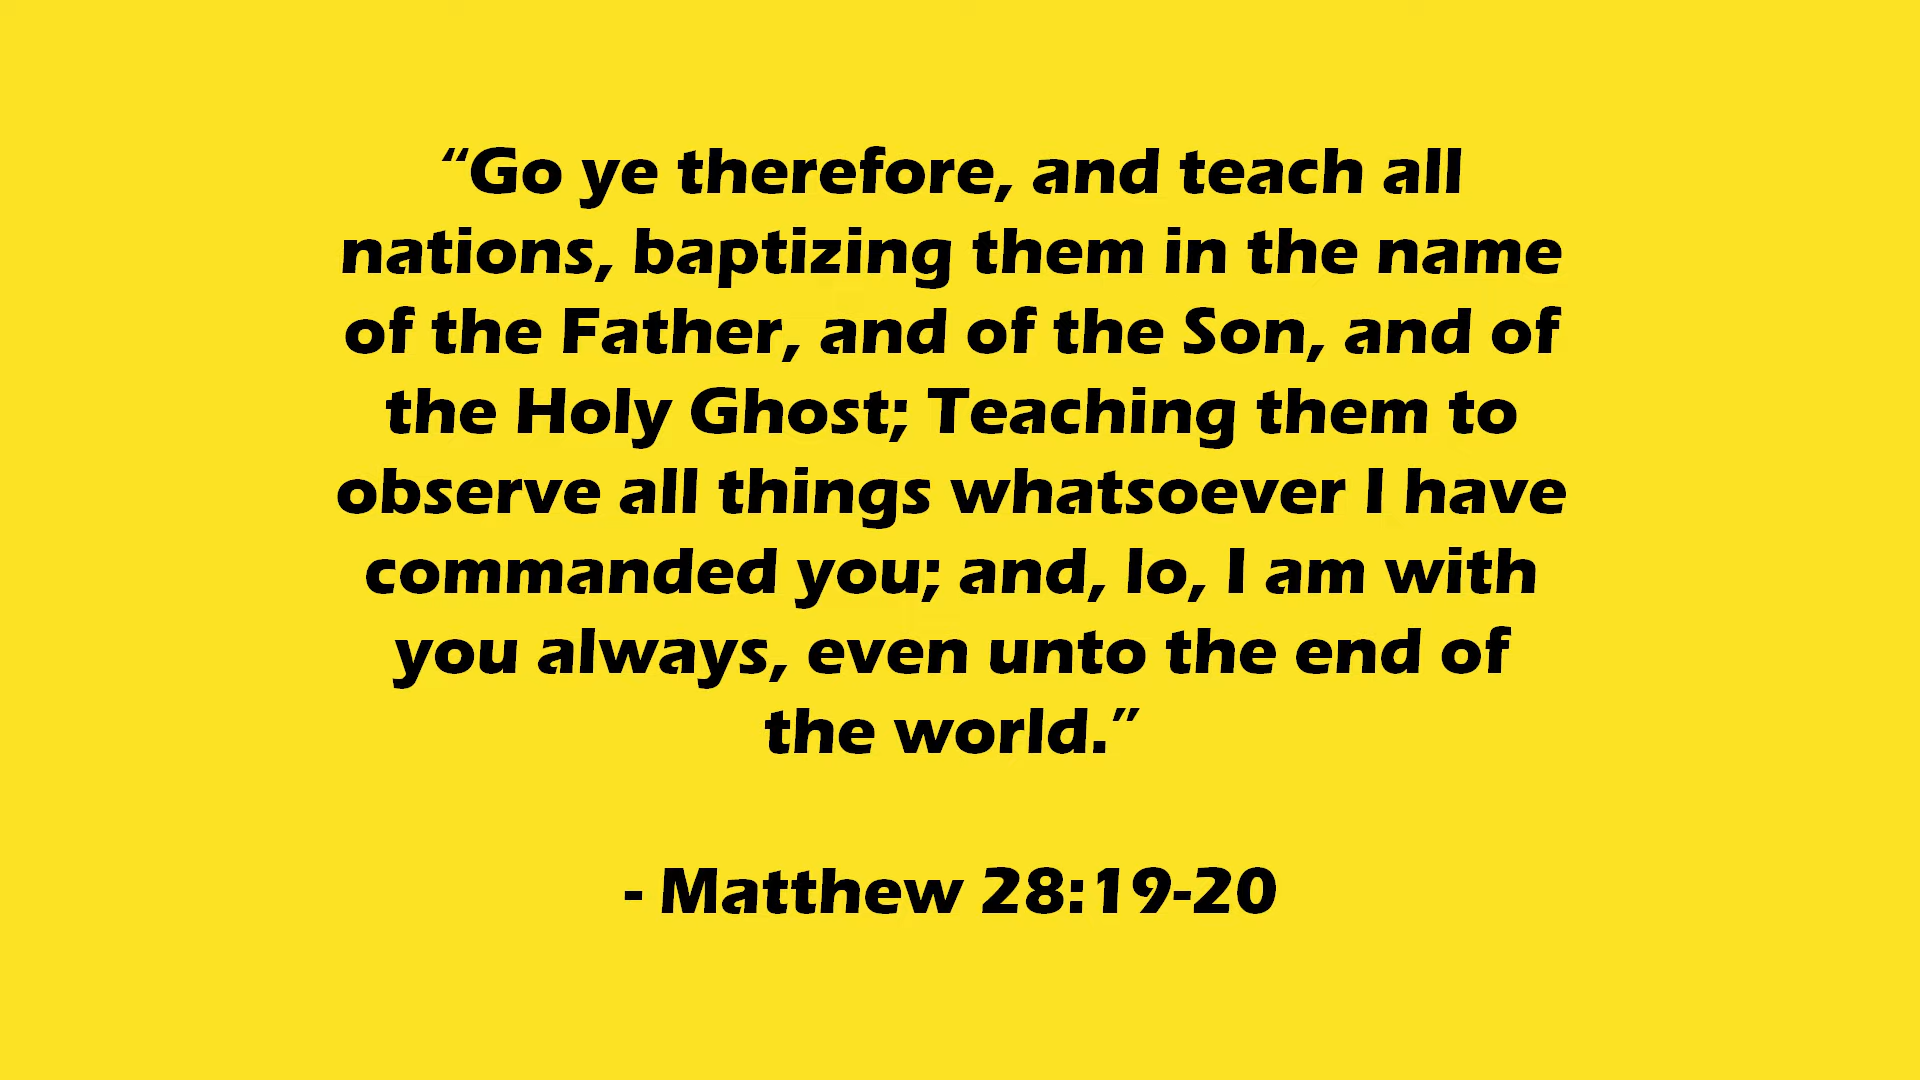 “Go ye therefore, and teach all
nations, baptizing them in the name
of the Father, and of the Son, and of
the Holy Ghost; Teaching them to
observe all things whatsoever I have
commanded you; and, lo, I am with
you always, even unto the end of
the world.”
- Matthew 28:19-20